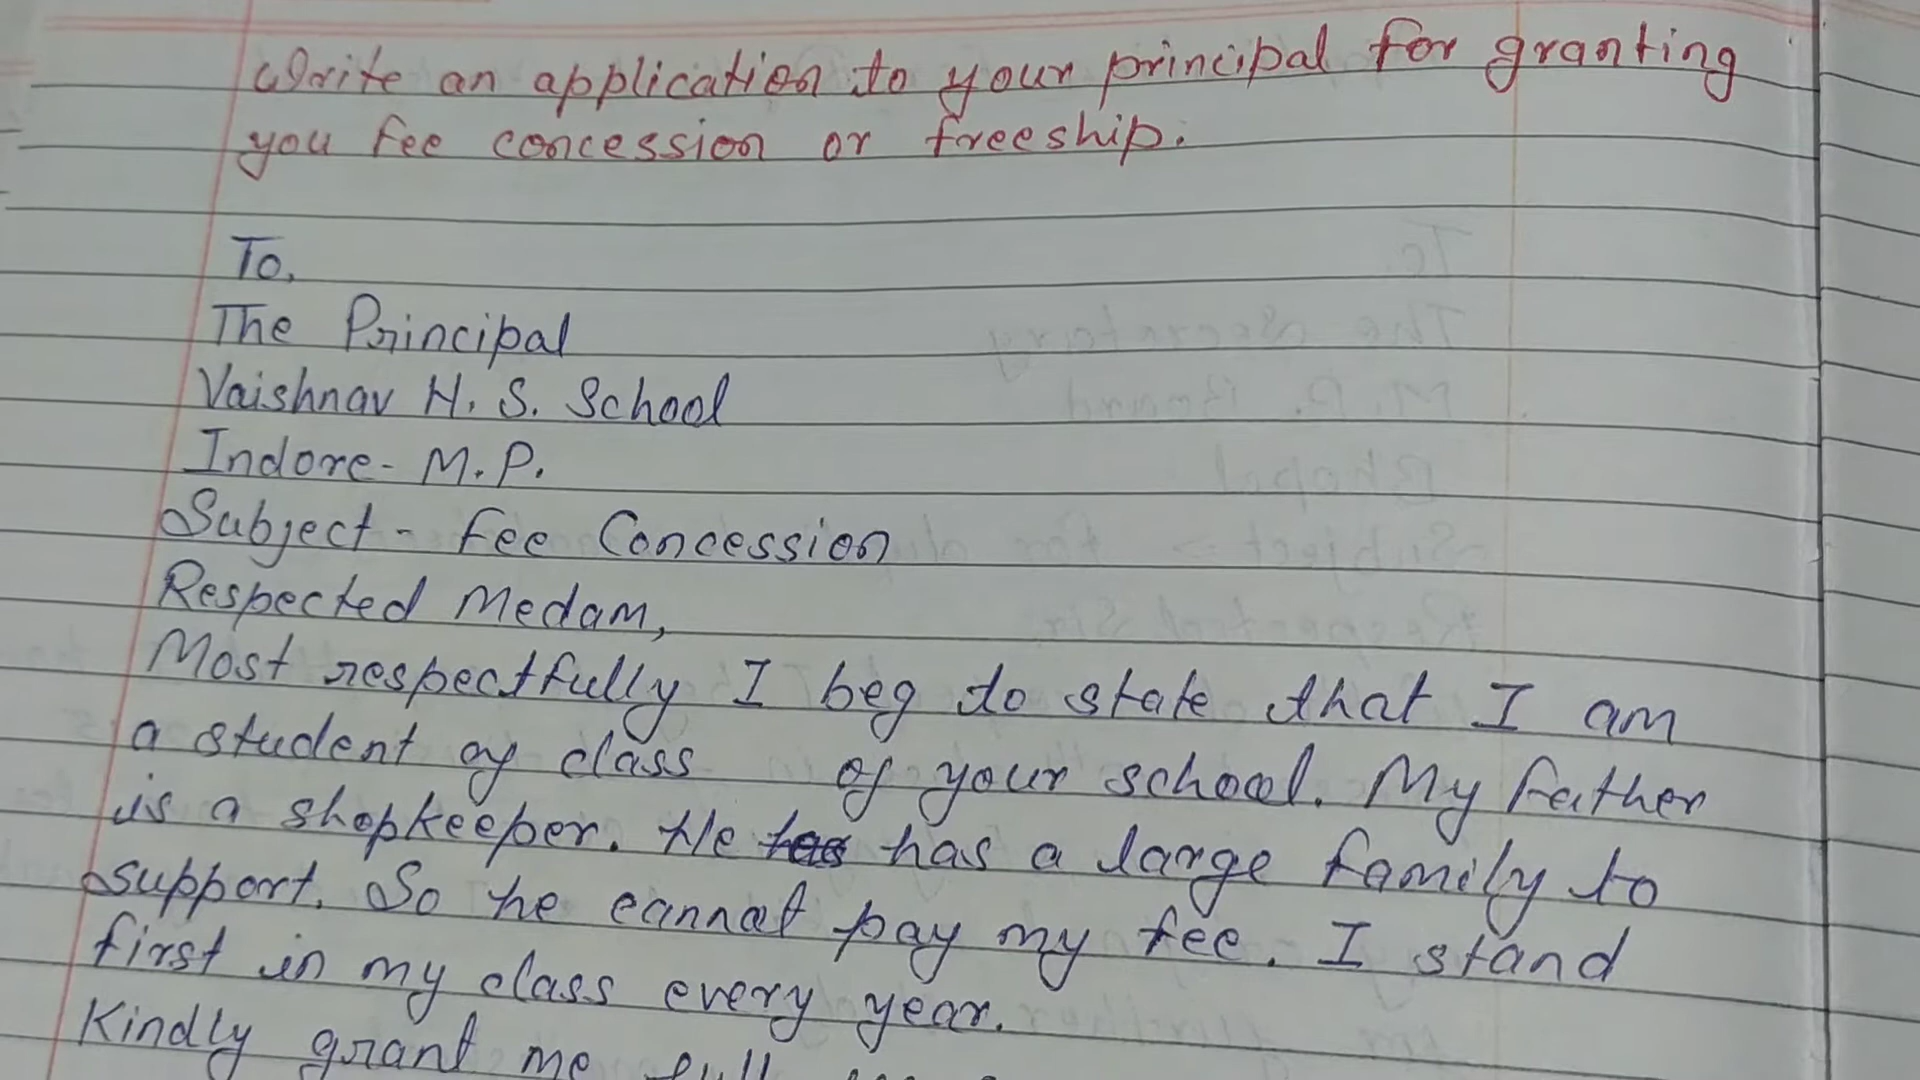 Write an application to your principal for granting
you fee concession or freeship.
To,
The Principal
Vaishnav H. S. School
Indore - M.P.
Subject - Fee Concession
Respected Medam,
Most respectfully I beg to state that I am
a student of class of your school. My father
is a shopkeeper. He has a large family to
support. So he cannot pay my fee. I stand
first in my class every year.
Kindly grant me full